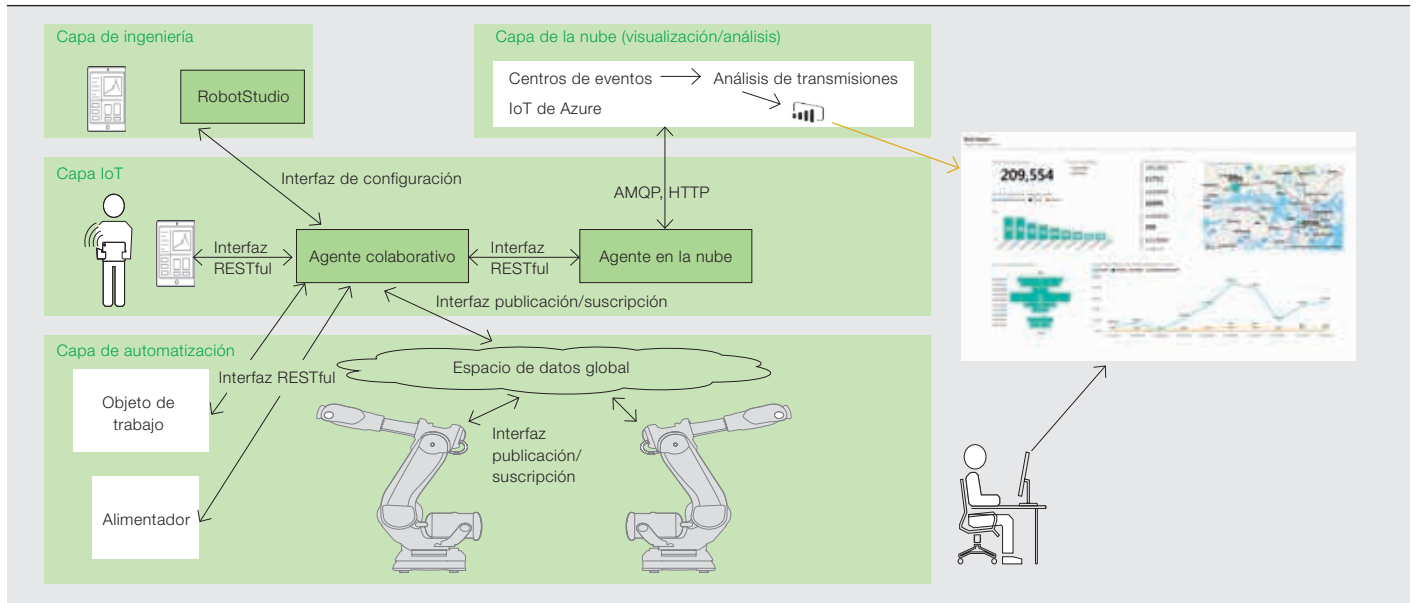 Capa de ingeniería
RobotStudio
Capa de la nube (visualización/análisis)
Centros de eventos
Análisis de transmisiones
IoT de Azure
Capa IoT
Interfaz de configuración
AMQP, HTTP
Interfaz
RESTful
Agente colaborativo
Interfaz
RESTful
Agente en la nube
Interfaz publicación/suscripción
Capa de automatización
Interfaz RESTful
Espacio de datos global
Objeto de
trabajo
Interfaz
publicación/
suscripción
Alimentador
209,554